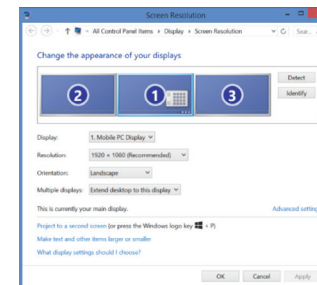 Screen Resolution
All Control Panel Items › Display › Screen Resolution
Change the appearance of your displays
2 1 3
Detect
Identify
Display: 1. Mobile PC Display
Resolution: 1920 × 1080 (Recommended)
Orientation: Landscape
Multiple displays: Extend desktop to this display
This is currently your main display.
Advanced setting
Project to a second screen (or press the Windows logo key + P)
Make text and other items larger or smaller
What display settings should I choose?
OK Cancel Apply